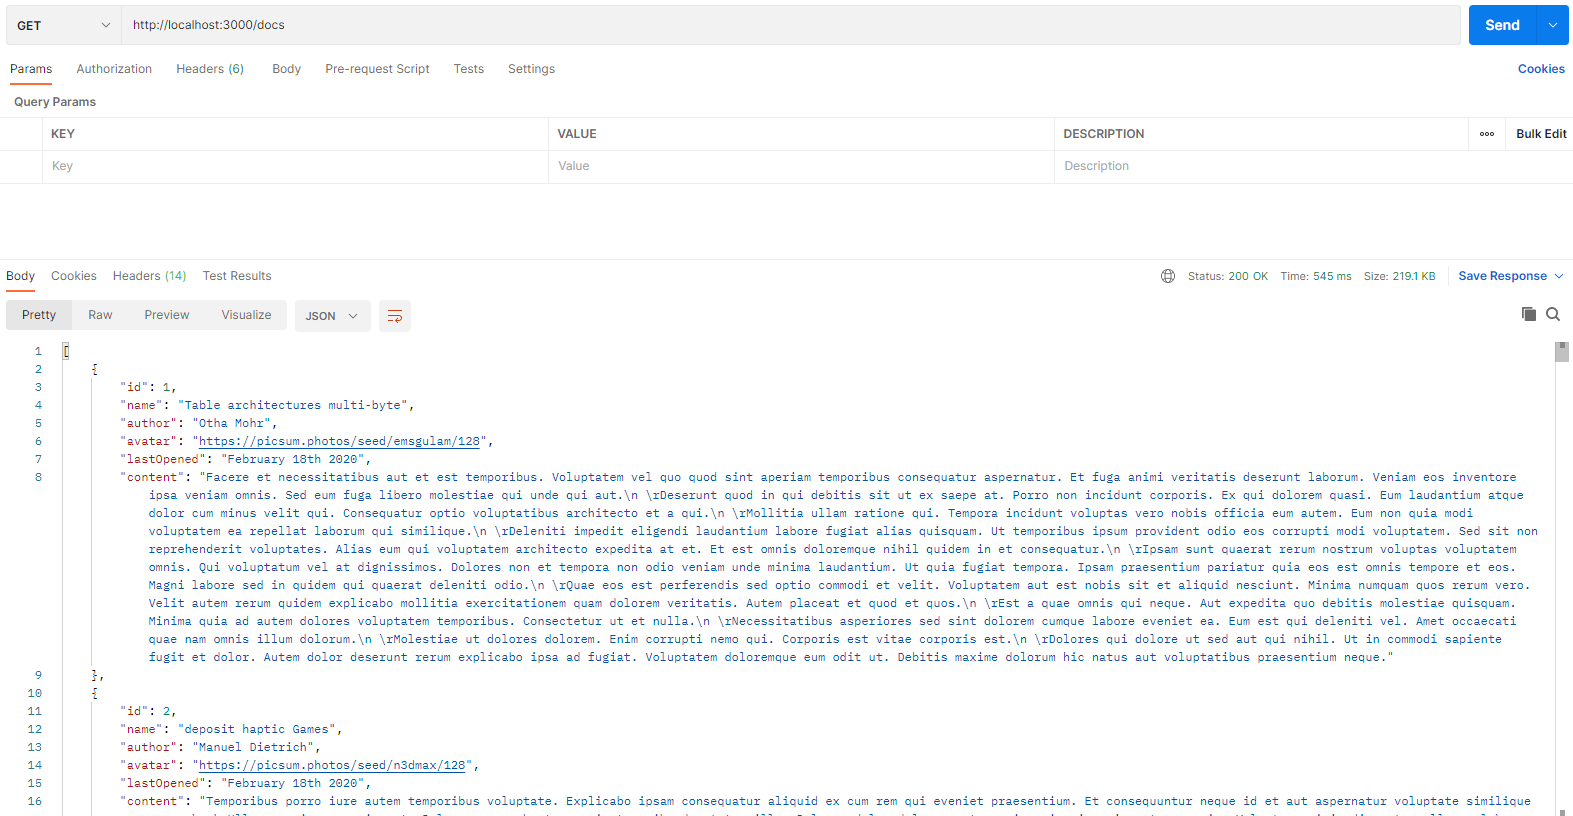 GET http://localhost:3000/docs Send
Params Authorization Headers (6) Body Pre-request Script Tests Settings Cookies
Query Params
KEY VALUE DESCRIPTION ooo Bulk Edit
Key Value Description
Body Cookies Headers (14) Test Results Status: 200 OK Time: 545 ms Size: 219.1 KB Save Response
Pretty Raw Preview Visualize JSON
1 [
2 {
3 "id": 1,
4 "name": "Table architectures multi-byte",
5 "author": "Otha Mohr",
6 "avatar": "https://picsum.photos/seed/emsgulam/128",
7 "lastOpened": "February 18th 2020",
8 "content": "Facere et necessitatibus aut et est temporibus. Voluptatem vel quo quod sint aperiam temporibus consequatur aspernatur. Et fuga animi veritatis deserunt laborum. Veniam eos inventore
ipsa veniam omnis. Sed eum fuga libero molestiae qui unde qui aut.\n \rDeserunt quod in qui debitis sit ut ex saepe at. Porro non incidunt corporis. Ex qui dolorem quasi. Eum laudantium atque
dolor cum minus velit qui. Consequatur optio voluptatibus architecto et a qui.\n \rMollitia ullam ratione qui. Tempora incidunt voluptas vero nobis officia eum autem. Eum non quia modi
voluptatem ea repellat laborum qui similique.\n \rDeleniti impedit eligendi laudantium labore fugiat alias quisquam. Ut temporibus ipsum provident odio eos corrupti modi voluptatem. Sed sit non
reprehenderit voluptates. Alias eum qui voluptatem architecto expedita at et. Et est omnis doloremque nihil quidem in et consequatur.\n \rIpsam sunt quaerat rerum nostrum voluptas voluptatem
omnis. Qui voluptatum vel at dignissimos. Dolores non et tempora non odio veniam unde minima laudantium. Ut quia fugiat tempora. Ipsam praesentium pariatur quia eos est omnis tempore et eos.
Magni labore sed in quidem qui quaerat deleniti odio.\n \rQuae eos est perferendis sed optio commodi et velit. Voluptatem aut est nobis sit et aliquid nesciunt. Minima numquam quos rerum vero.
Velit autem rerum quidem explicabo mollitia exercitationem quam dolorem veritatis. Autem placeat et quod et quos.\n \rEst a quae omnis qui neque. Aut expedita quo debitis molestiae quisquam.
Minima quia ad autem dolores voluptatem temporibus. Consectetur ut et nulla.\n \rNecessitatibus asperiores sed sint dolorem cumque labore eveniet ea. Eum est qui deleniti vel. Amet occaecati
quae nam omnis illum dolorum.\n \rMolestiae ut dolores dolorem. Enim corrupti nemo qui. Corporis est vitae corporis est.\n \rDolores qui dolore ut sed aut qui nihil. Ut in commodi sapiente
fugit et dolor. Autem dolor deserunt rerum explicabo ipsa ad fugiat. Voluptatem doloremque eum odit ut. Debitis maxime dolorum hic natus aut voluptatibus praesentium neque."
9 },
10 {
11 "id": 2,
12 "name": "deposit haptic Games",
13 "author": "Manuel Dietrich",
14 "avatar": "https://picsum.photos/seed/n3dmax/128",
15 "lastOpened": "February 18th 2020",
16 "content": "Temporibus porro iure autem temporibus voluptate. Explicabo ipsam consequatur aliquid ex cum rem qui eveniet praesentium. Et consequuntur neque id et aut aspernatur voluptate similique